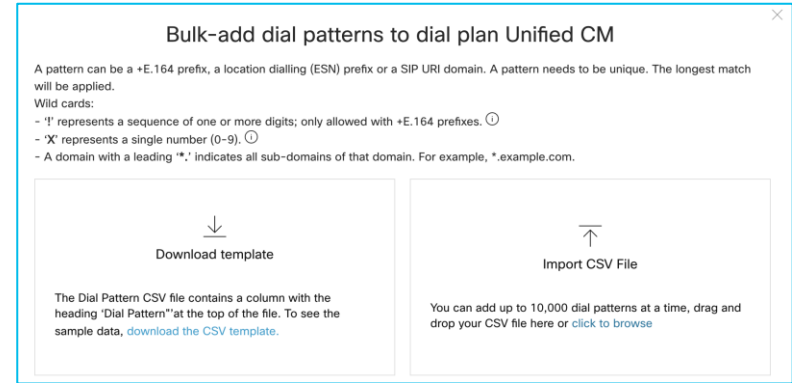 Bulk-add dial patterns to dial plan Unified CM
A pattern can be a +E.164 prefix, a location dialling (ESN) prefix or a SIP URI domain. A pattern needs to be unique. The longest match
will be applied.
Wild cards:
- '!' represents a sequence of one or more digits; only allowed with +E.164 prefixes.
- 'X' represents a single number (0-9).
- A domain with a leading '*.' indicates all sub-domains of that domain. For example, *.example.com.
Download template
The Dial Pattern CSV file contains a column with the
heading 'Dial Pattern"'at the top of the file. To see the
sample data, download the CSV template.
Import CSV File
You can add up to 10,000 dial patterns at a time, drag and
drop your CSV file here or click to browse